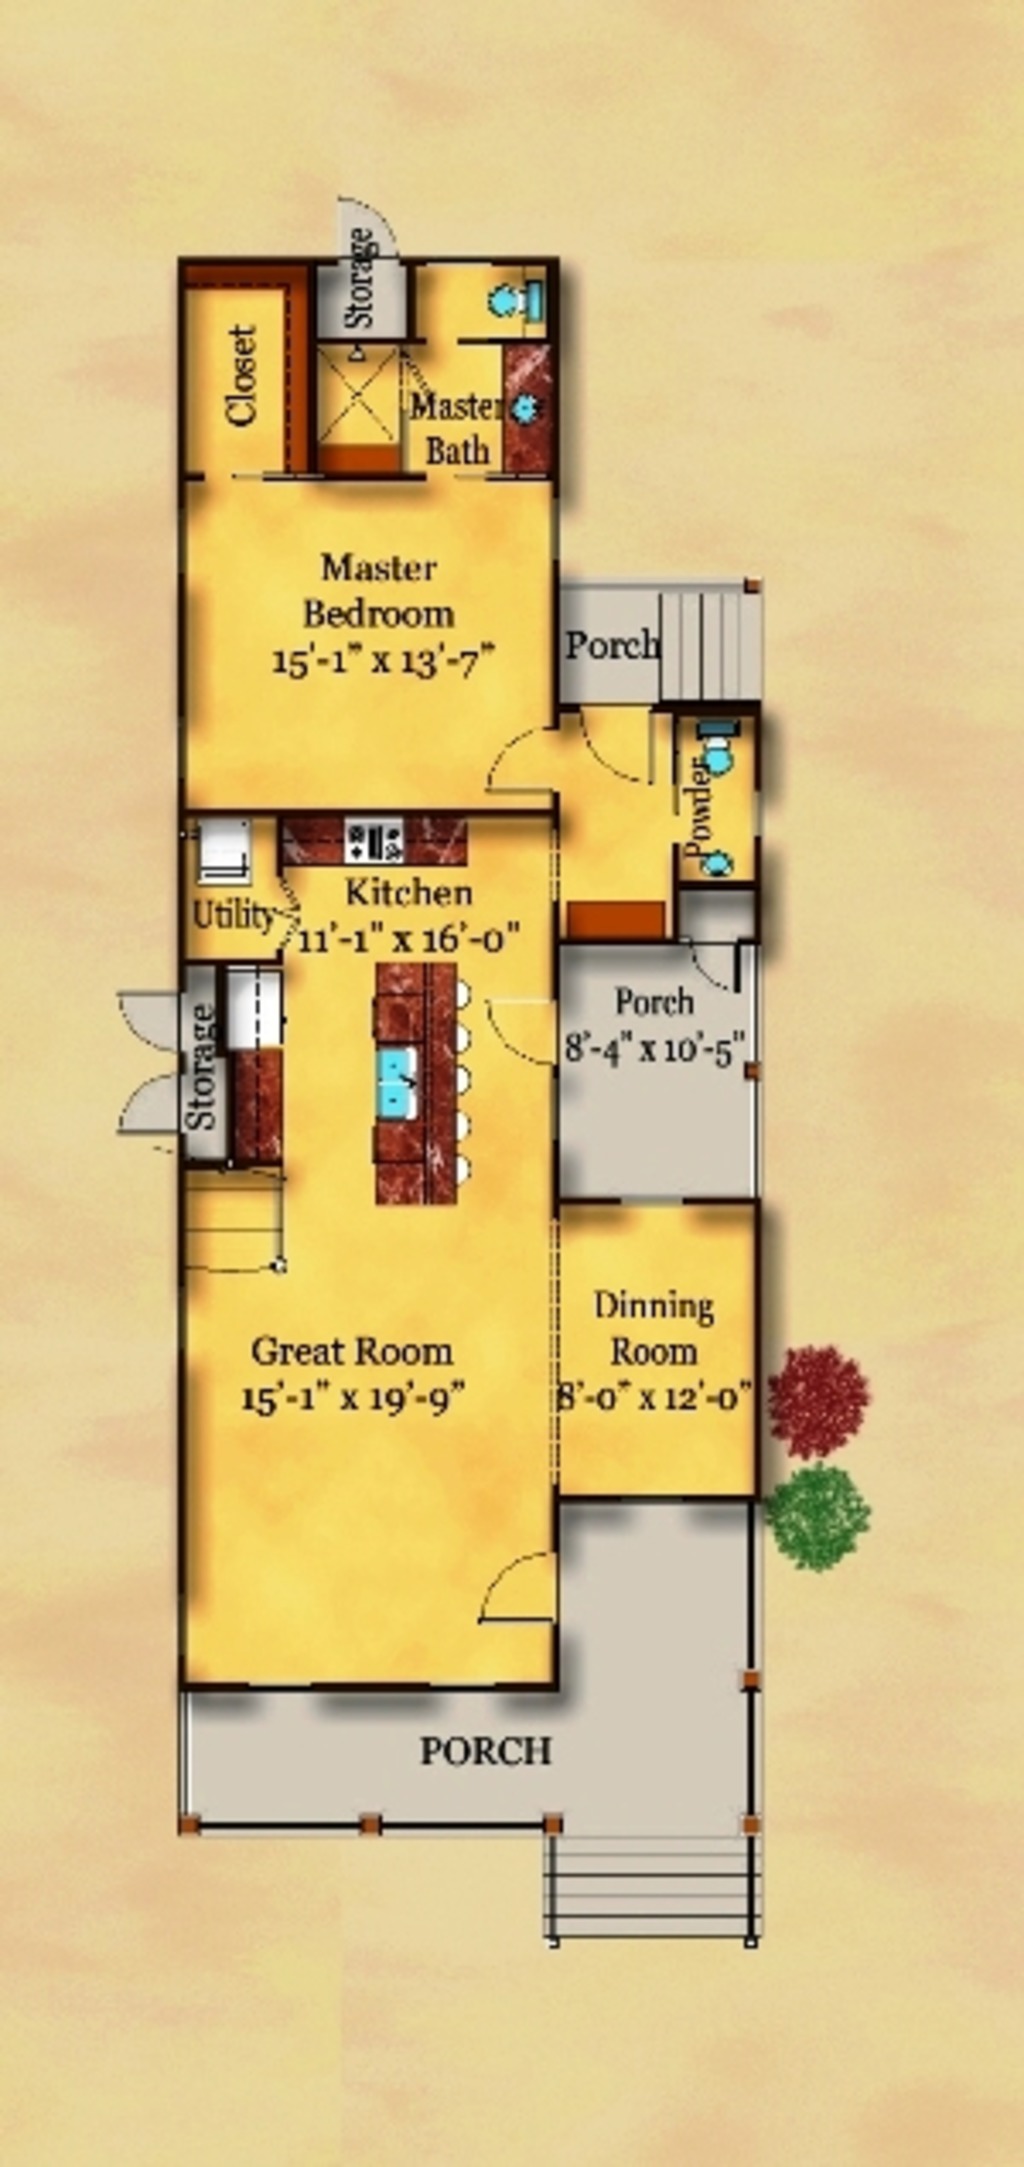 Storage
Closet
Master
Bath
Master
Bedroom
15'-1" x 13'-7"
Porch
Powder
Kitchen
11'-1" x 16'-0"
Utility
Storage
Porch
8'-4" x 10'-5"
Dinning
Room
8'-0" x 12'-0"
Great Room
15'-1" x 19'-9"
PORCH